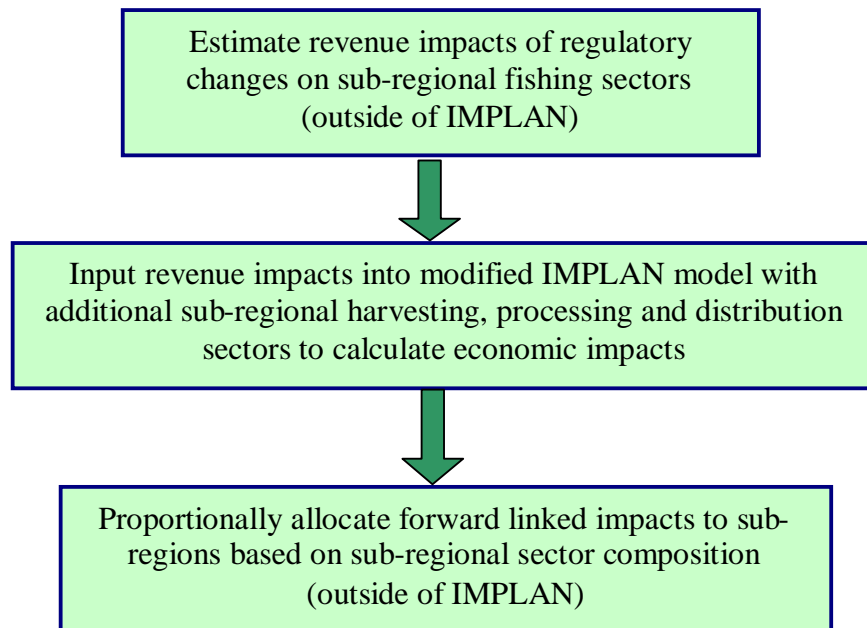 Estimate revenue impacts of regulatory
changes on sub-regional fishing sectors
(outside of IMPLAN)
Input revenue impacts into modified IMPLAN model with
additional sub-regional harvesting, processing and distribution
sectors to calculate economic impacts
Proportionally allocate forward linked impacts to sub-
regions based on sub-regional sector composition
(outside of IMPLAN)